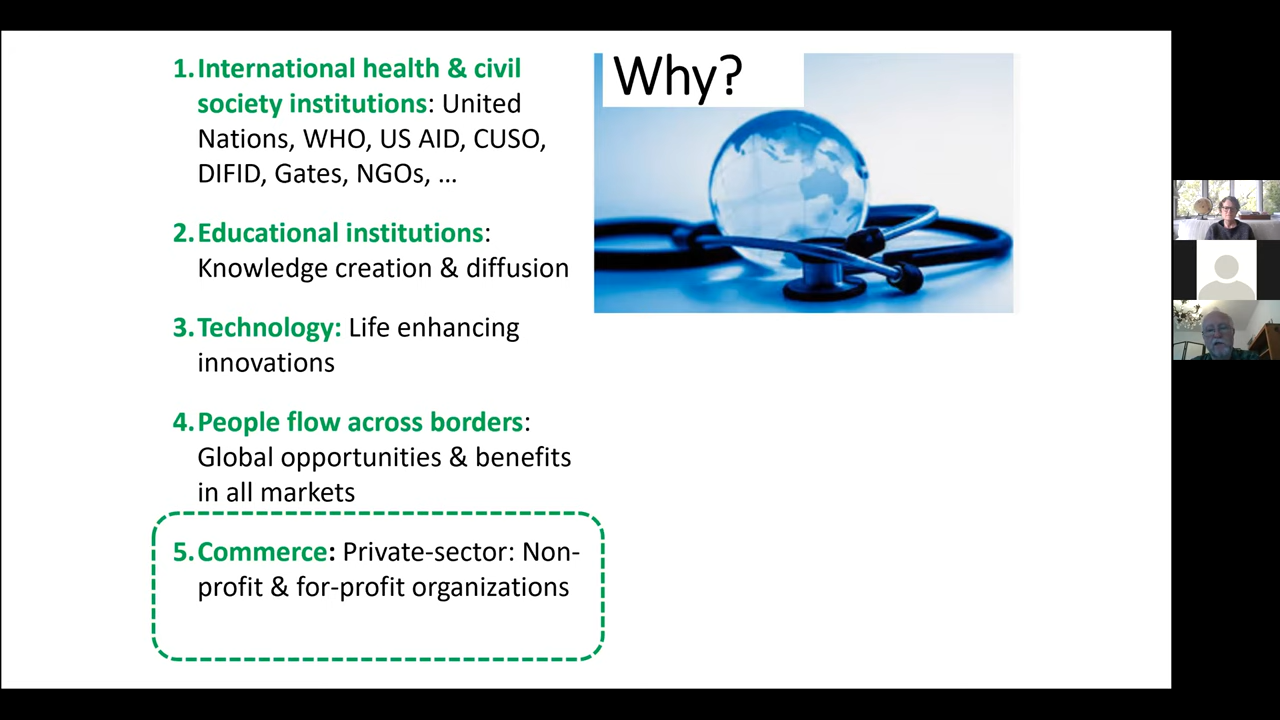 1. International health & civil
society institutions: United
Nations, WHO, US AID, CUSO,
DIFID, Gates, NGOs, ...
2. Educational institutions:
Knowledge creation & diffusion
3. Technology: Life enhancing
innovations
4. People flow across borders:
Global opportunities & benefits
in all markets
5. Commerce: Private-sector: Non-
profit & for-profit organizations
Why?